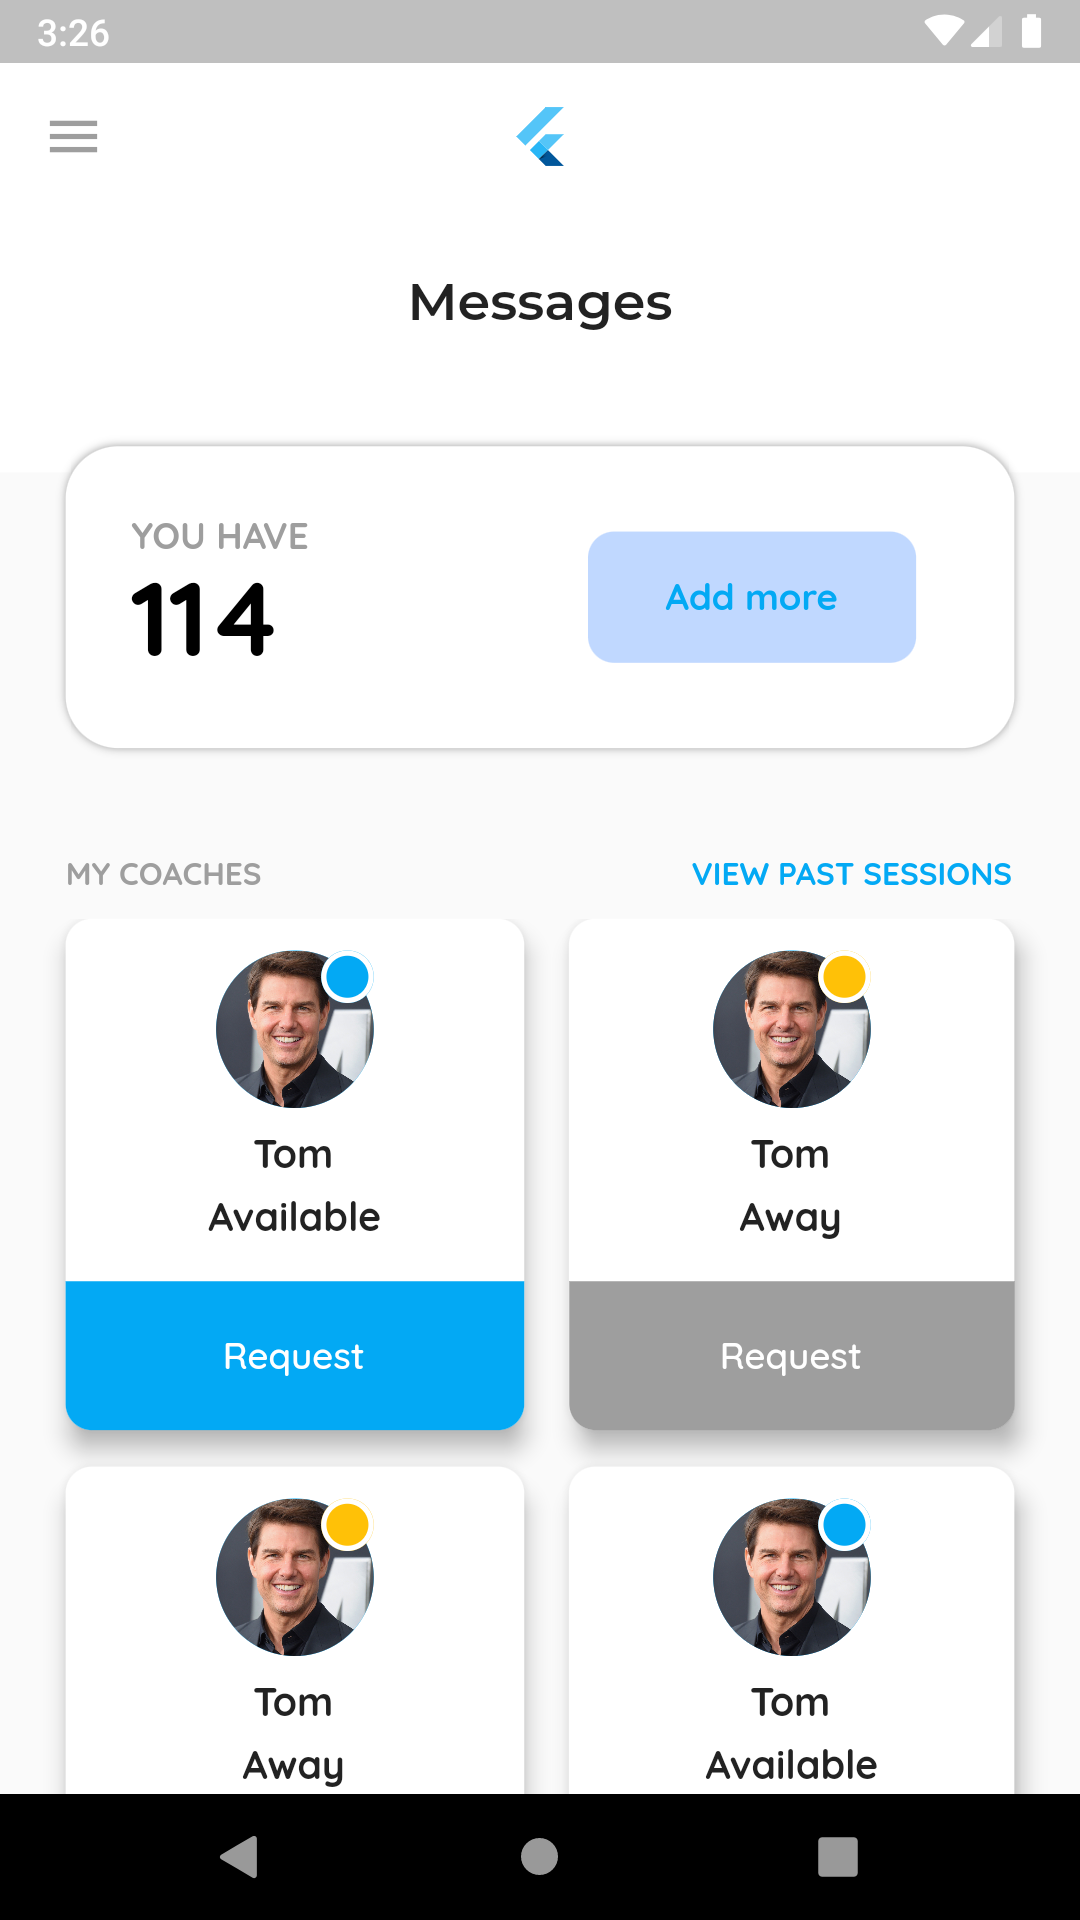 3:26
Messages
YOU HAVE
114
Add more
MY COACHES
VIEW PAST SESSIONS
Tom
Available
Request
Tom
Away
Request
Tom
Away
Tom
Available